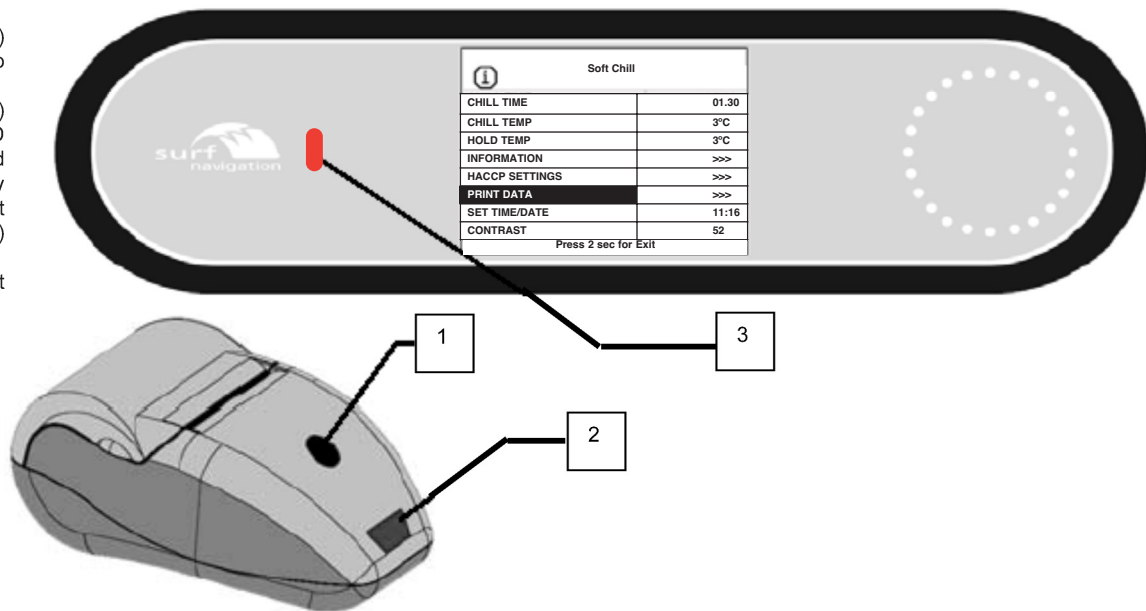 )
o
)
D
d
y
t
)
t
surf
navigation
i
Soft Chill
CHILL TIME 01.30
CHILL TEMP 3°C
HOLD TEMP 3°C
INFORMATION >>>
HACCP SETTINGS >>>
PRINT DATA >>>
SET TIME/DATE 11:16
CONTRAST 52
Press 2 sec for Exit
1
3
2